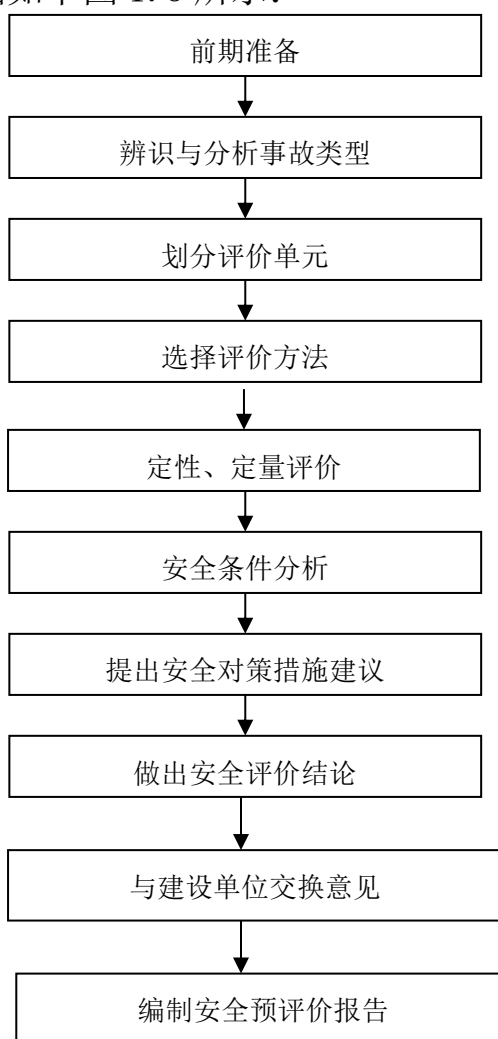 前期准备
辨识与分析事故类型
划分评价单元
选择评价方法
定性、定量评价
安全条件分析
提出安全对策措施建议
做出安全评价结论
与建设单位交换意见
编制安全预评价报告